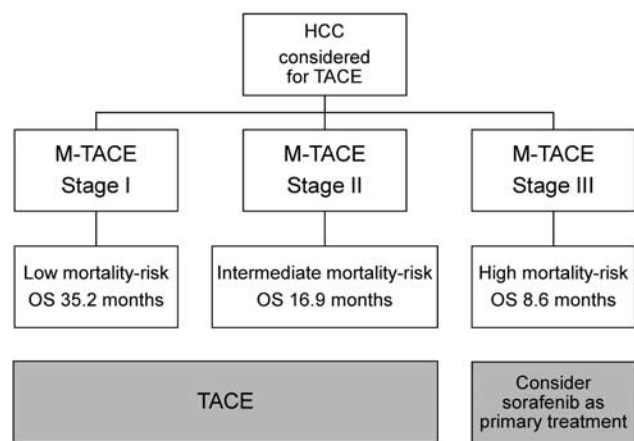 HCC
considered
for TACE
M-TACE
Stage I
M-TACE
Stage II
M-TACE
Stage III
Low mortality-risk
OS 35.2 months
Intermediate mortality-risk
OS 16.9 months
High mortality-risk
OS 8.6 months
TACE
Consider
sorafenib as
primary treatment